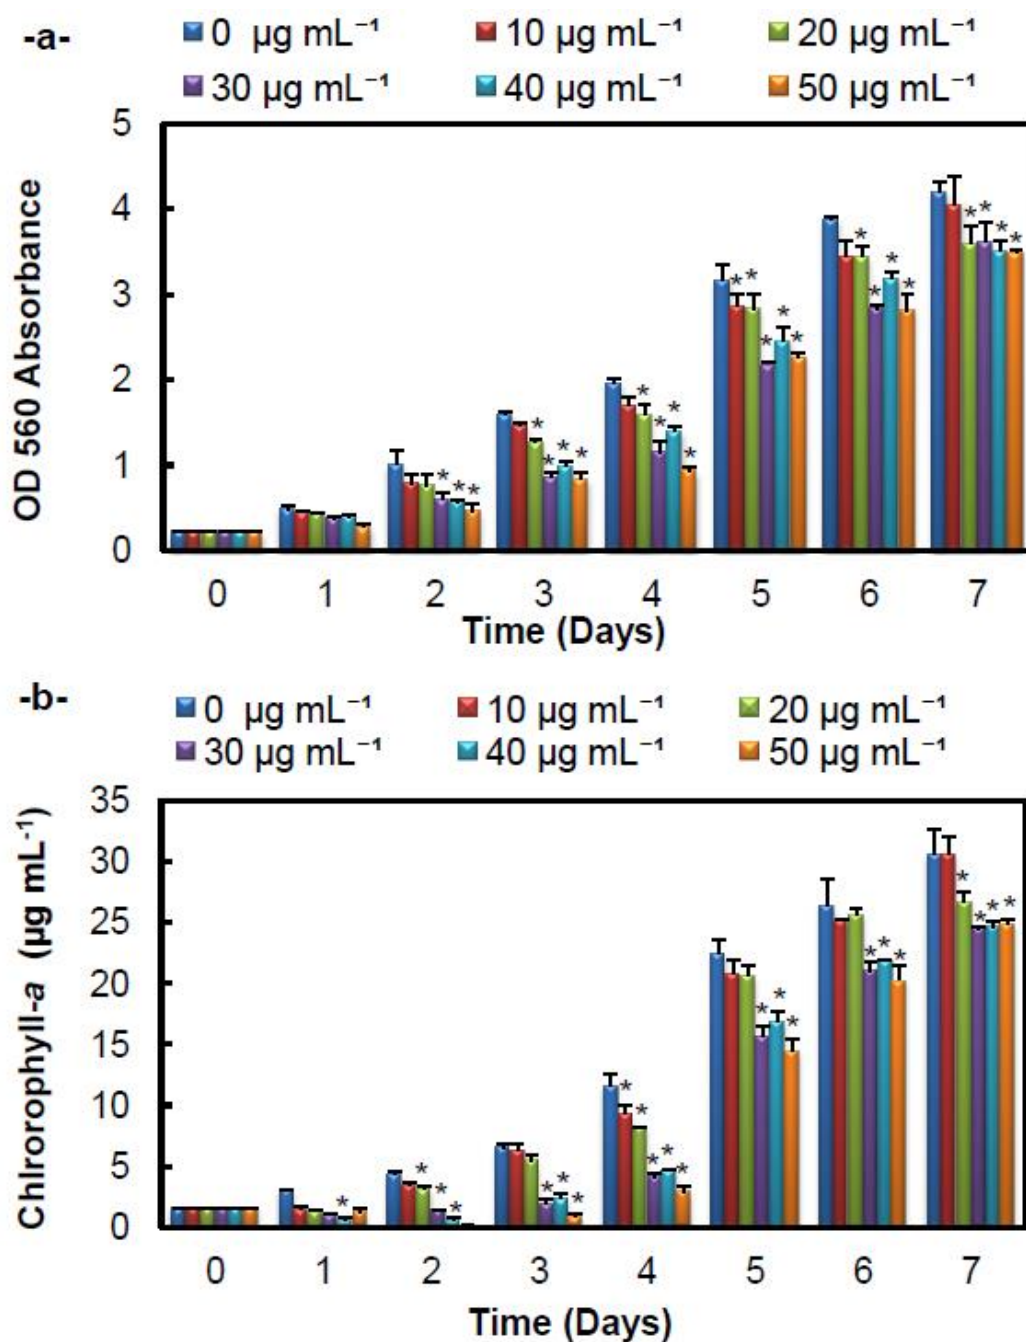 -a-
0 µg mL⁻¹ 10 µg mL⁻¹ 20 µg mL⁻¹
30 µg mL⁻¹ 40 µg mL⁻¹ 50 µg mL⁻¹
OD 560 Absorbance
5
4
3
2
1
0
* * * * * * * * * * * * * * * * * * * * * * * * *
0 1 2 3 4 5 6 7
Time (Days)
-b-
0 µg mL⁻¹ 10 µg mL⁻¹ 20 µg mL⁻¹
30 µg mL⁻¹ 40 µg mL⁻¹ 50 µg mL⁻¹
Chlrorophyll-a (µg mL⁻¹)
35
30
25
20
15
10
5
0
* * * * * * * * * * * * * * * * * * * * * * *
0 1 2 3 4 5 6 7
Time (Days)